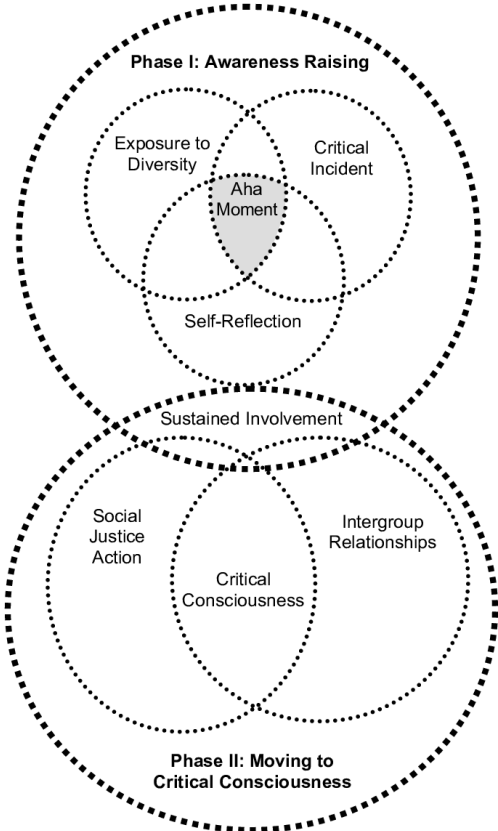 Phase I: Awareness Raising
Exposure to
Diversity
Critical
Incident
Aha
Moment
Self-Reflection
Sustained Involvement
Social
Justice
Action
Intergroup
Relationships
Critical
Consciousness
Phase II: Moving to
Critical Consciousness